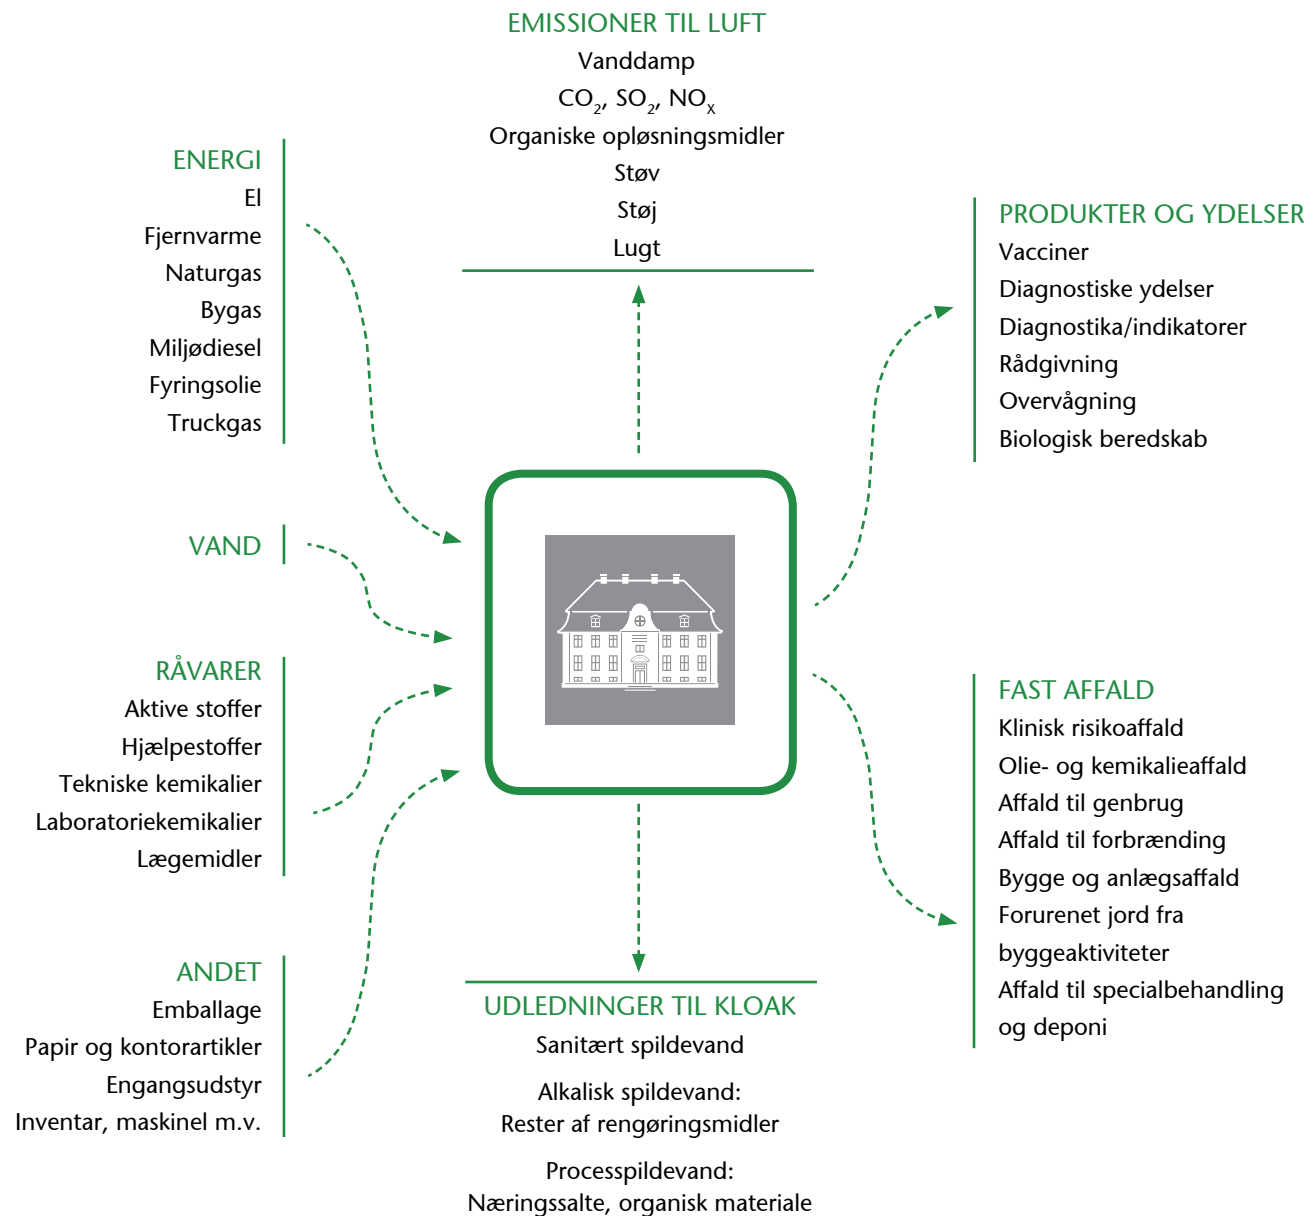 EMISSIONER TIL LUFT
Vanddamp
CO₂, SO₂, NOₓ
Organiske opløsningsmidler
Støv
Støj
Lugt
ENERGI
El
Fjernvarme
Naturgas
Bygas
Miljødiesel
Fyringsolie
Truckgas
VAND
RÅVARER
Aktive stoffer
Hjælpestoffer
Tekniske kemikalier
Laboratoriekemikalier
Lægemidler
ANDET
Emballage
Papir og kontorartikler
Engangsudstyr
Inventar, maskinel m.v.
PRODUKTER OG YDELSER
Vacciner
Diagnostiske ydelser
Diagnostika/indikatorer
Rådgivning
Overvågning
Biologisk beredskab
FAST AFFALD
Klinisk risikoaffald
Olie- og kemikalieaffald
Affald til genbrug
Affald til forbrænding
Bygge og anlægsaffald
Forurenet jord fra
byggeaktiviteter
Affald til specialbehandling
og deponi
UDLEDNINGER TIL KLOAK
Sanitært spildevand
Alkalisk spildevand:
Rester af rengøringsmidler
Processpildevand:
Næringssalte, organisk materiale